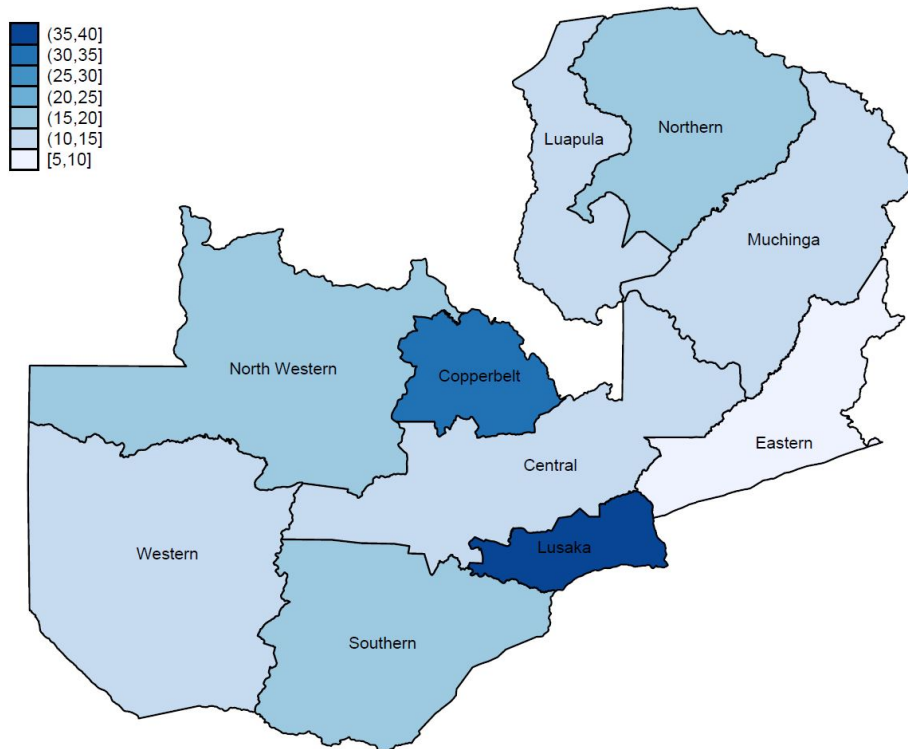 (35,40]
(30,35]
(25,30]
(20,25]
(15,20]
(10,15]
[5,10]
Luapula
Northern
Muchinga
North Western
Copperbelt
Eastern
Central
Lusaka
Western
Southern